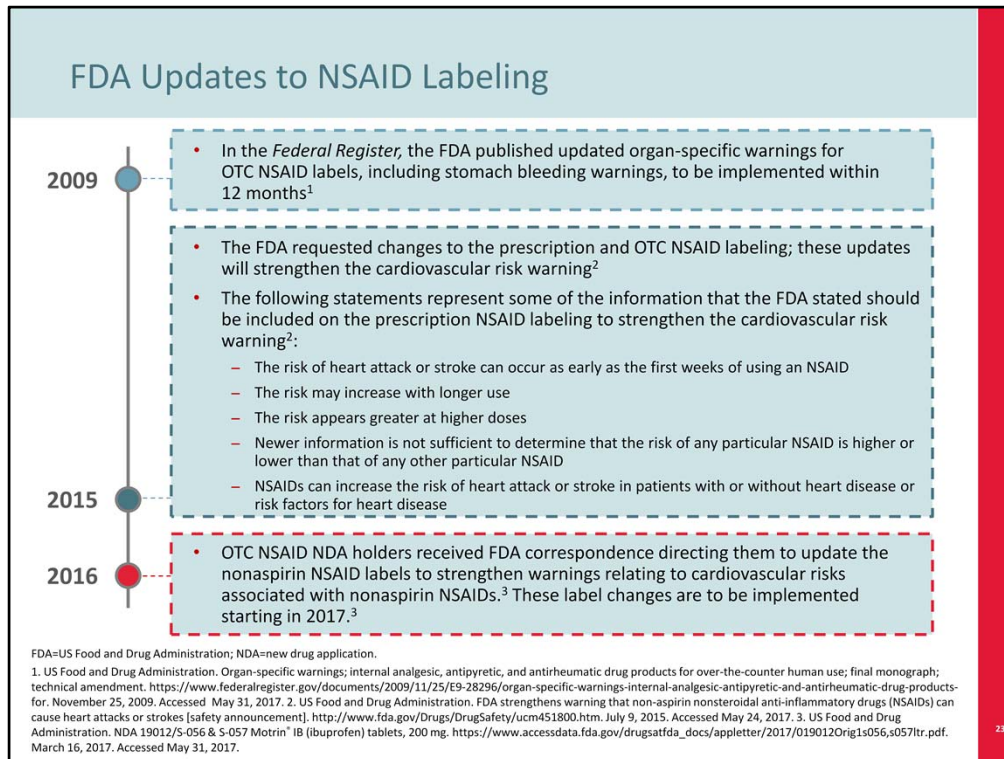 FDA Updates to NSAID Labeling
2009
• In the Federal Register, the FDA published updated organ-specific warnings for
OTC NSAID labels, including stomach bleeding warnings, to be implemented within
12 months1
• The FDA requested changes to the prescription and OTC NSAID labeling; these updates
will strengthen the cardiovascular risk warning2
• The following statements represent some of the information that the FDA stated should
be included on the prescription NSAID labeling to strengthen the cardiovascular risk
warning2:
– The risk of heart attack or stroke can occur as early as the first weeks of using an NSAID
– The risk may increase with longer use
– The risk appears greater at higher doses
– Newer information is not sufficient to determine that the risk of any particular NSAID is higher or
lower than that of any other particular NSAID
– NSAIDs can increase the risk of heart attack or stroke in patients with or without heart disease or
risk factors for heart disease
2015
2016
• OTC NSAID NDA holders received FDA correspondence directing them to update the
nonaspirin NSAID labels to strengthen warnings relating to cardiovascular risks
associated with nonaspirin NSAIDs.3 These label changes are to be implemented
starting in 2017.3
FDA=US Food and Drug Administration; NDA=new drug application.
1. US Food and Drug Administration. Organ-specific warnings; internal analgesic, antipyretic, and antirheumatic drug products for over-the-counter human use; final monograph;
technical amendment. https://www.federalregister.gov/documents/2009/11/25/E9-28296/organ-specific-warnings-internal-analgesic-antipyretic-and-antirheumatic-drug-products-
for. November 25, 2009. Accessed May 31, 2017. 2. US Food and Drug Administration. FDA strengthens warning that non-aspirin nonsteroidal anti-inflammatory drugs (NSAIDs) can
cause heart attacks or strokes [safety announcement]. http://www.fda.gov/Drugs/DrugSafety/ucm451800.htm. July 9, 2015. Accessed May 24, 2017. 3. US Food and Drug
Administration. NDA 19012/S-056 & S-057 Motrin® IB (ibuprofen) tablets, 200 mg. https://www.accessdata.fda.gov/drugsatfda_docs/appletter/2017/019012Orig1s056,s057ltr.pdf.
March 16, 2017. Accessed May 31, 2017.
23